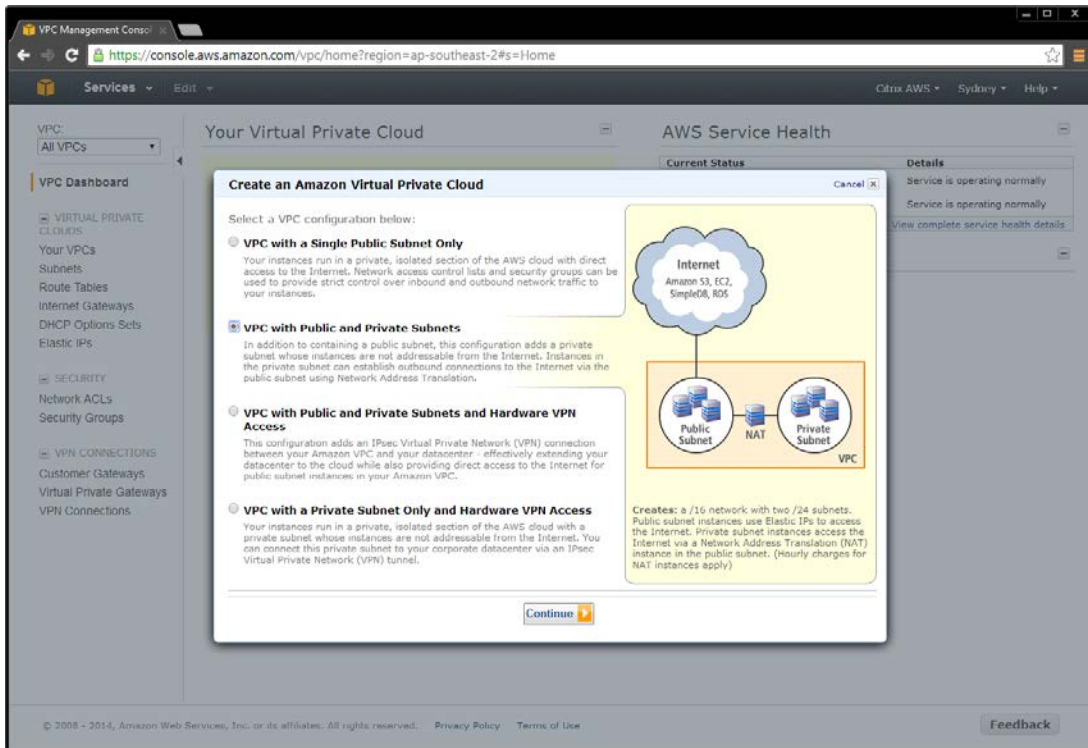 VPC Management Consol
https://console.aws.amazon.com/vpc/home?region=ap-southeast-2#s=Home
Services Edit Citrix AWS Sydney Help
VPC:
All VPCs
VPC Dashboard
VIRTUAL PRIVATE
CLOUDS
Your VPCs
Subnets
Route Tables
Internet Gateways
DHCP Options Sets
Elastic IPs
SECURITY
Network ACLs
Security Groups
VPN CONNECTIONS
Customer Gateways
Virtual Private Gateways
VPN Connections
Your Virtual Private Cloud
AWS Service Health
Current Status Details
Service is operating normally
Service is operating normally
View complete service health details
Create an Amazon Virtual Private Cloud
Cancel
Select a VPC configuration below:
VPC with a Single Public Subnet Only
Your instances run in a private, isolated section of the AWS cloud with direct
access to the Internet. Network access control lists and security groups can be
used to provide strict control over inbound and outbound network traffic to
your instances.
VPC with Public and Private Subnets
In addition to containing a public subnet, this configuration adds a private
subnet whose instances are not addressable from the Internet. Instances in
the private subnet can establish outbound connections to the Internet via the
public subnet using Network Address Translation.
VPC with Public and Private Subnets and Hardware VPN
Access
This configuration adds an IPsec Virtual Private Network (VPN) connection
between your Amazon VPC and your datacenter - effectively extending your
datacenter to the cloud while also providing direct access to the Internet for
public subnet instances in your Amazon VPC.
VPC with a Private Subnet Only and Hardware VPN Access
Your instances run in a private, isolated section of the AWS cloud with a
private subnet whose instances are not addressable from the Internet. You
can connect this private subnet to your corporate datacenter via an IPsec
Virtual Private Network (VPN) tunnel.
Internet
Amazon S3, EC2,
SimpleDB, RDS
Public
Subnet
NAT
Private
Subnet
VPC
Creates: a /16 network with two /24 subnets.
Public subnet instances use Elastic IPs to access
the Internet. Private subnet instances access the
Internet via a Network Address Translation (NAT)
instance in the public subnet. (Hourly charges for
NAT instances apply)
Continue
© 2008 - 2014, Amazon Web Services, Inc. or its affiliates. All rights reserved. Privacy Policy Terms of Use
Feedback